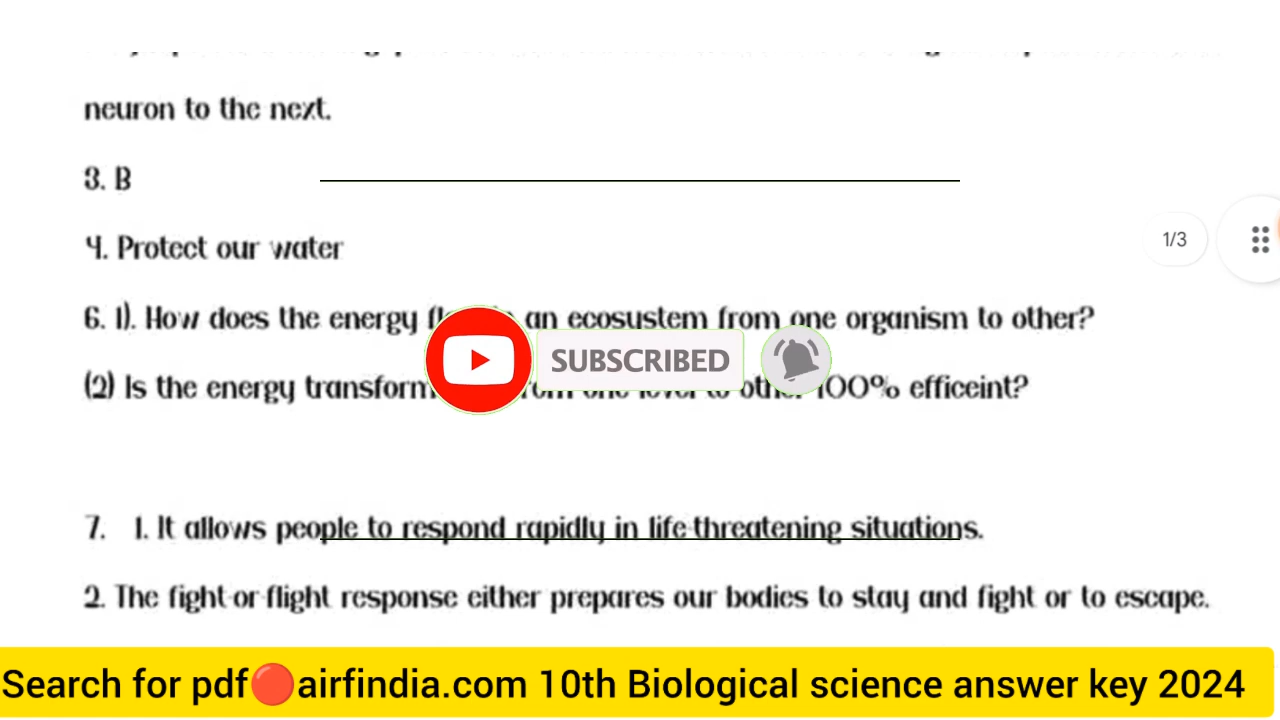 neuron to the next.
3. B
4. Protect our water
1/3
6. 1). How does the energy an ecosystem from one organism to other?
SUBSCRIBED
(2) Is the energy transform other 100% efficeint?
7. 1. It allows people to respond rapidly in life-threatening situations.
2. The fight-or-flight response either prepares our bodies to stay and fight or to escape.
Search for pdf🔴airfindia.com 10th Biological science answer key 2024